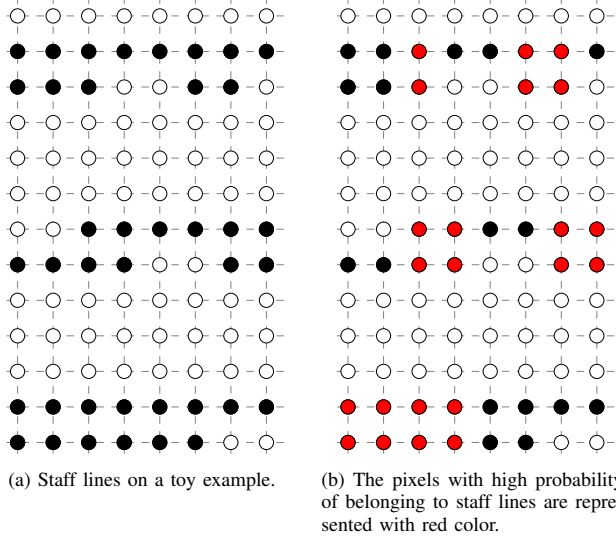 (a) Staff lines on a toy example.
(b) The pixels with high probability
of belonging to staff lines are repre-
sented with red color.